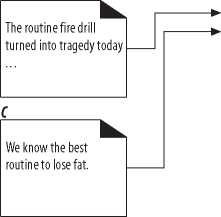 The routine fire drill
turned into tragedy today
...
C
We know the best
routine to lose fat.